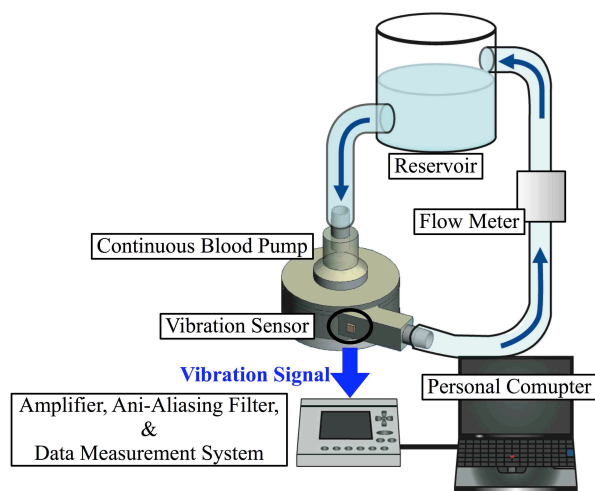 Reservoir
Flow Meter
Continuous Blood Pump
Vibration Sensor
Vibration Signal
Personal Comupter
Amplifier, Ani-Aliasing Filter,
&
Data Measurement System